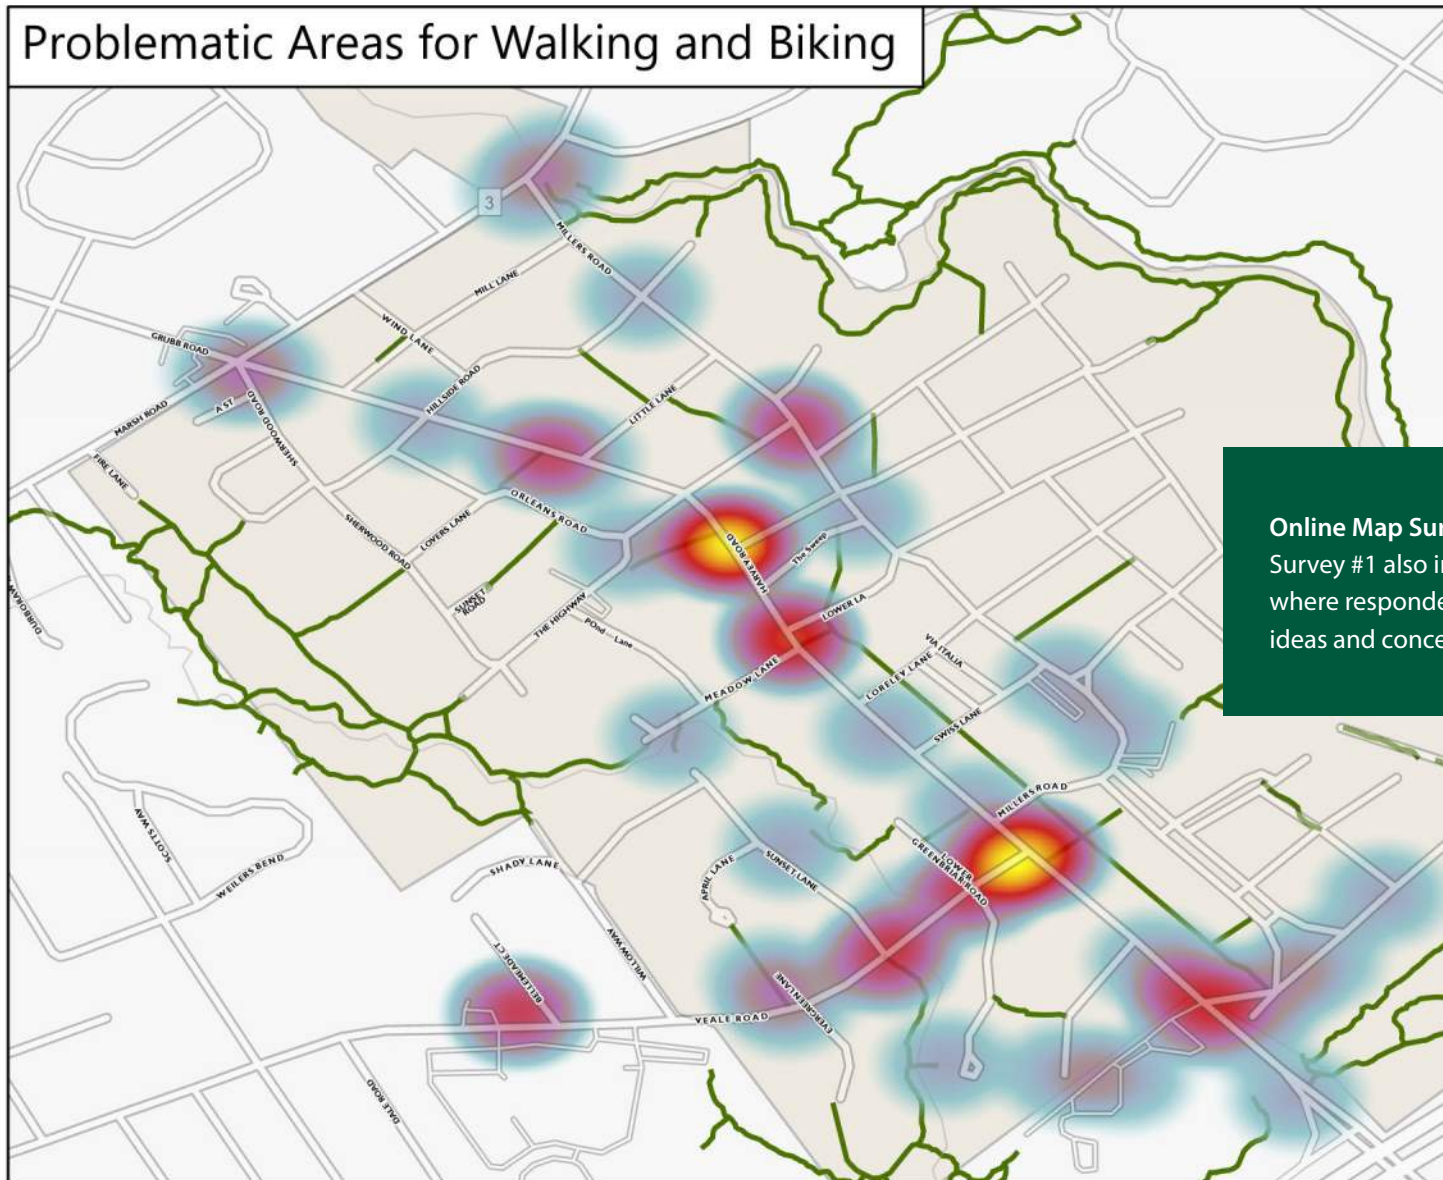 Problematic Areas for Walking and Biking
3
MILLERS ROAD
MILL LANE
WIND LANE
GRUBB ROAD
HILLSIDE ROAD
A ST
SHERWOOD ROAD
MARSH ROAD
LITTLE LANE
FIRE LANE
ORLEANS ROAD
LOVERS LANE
SHERWOOD ROAD
HARVEY ROAD
The Sweep
SUNSET
ROAD
THE HIGHWAY
POnd Lane
LOWER LA
MEADOW LANE
VIA ITALIA
LORELEY LANE
SWISS LANE
Online Map Sur
Survey #1 also in
where responde
ideas and conce
MILLERS ROAD
SCOTTS WAY
WEILERS BEND
SHADY LANE
APRIL LANE
SUNSET LANE
LOWER
GREENBRIAR ROAD
WILLOW WAY
BELLEMEADE CT
EVERGREEN LANE
VEALE ROAD
DALE ROAD